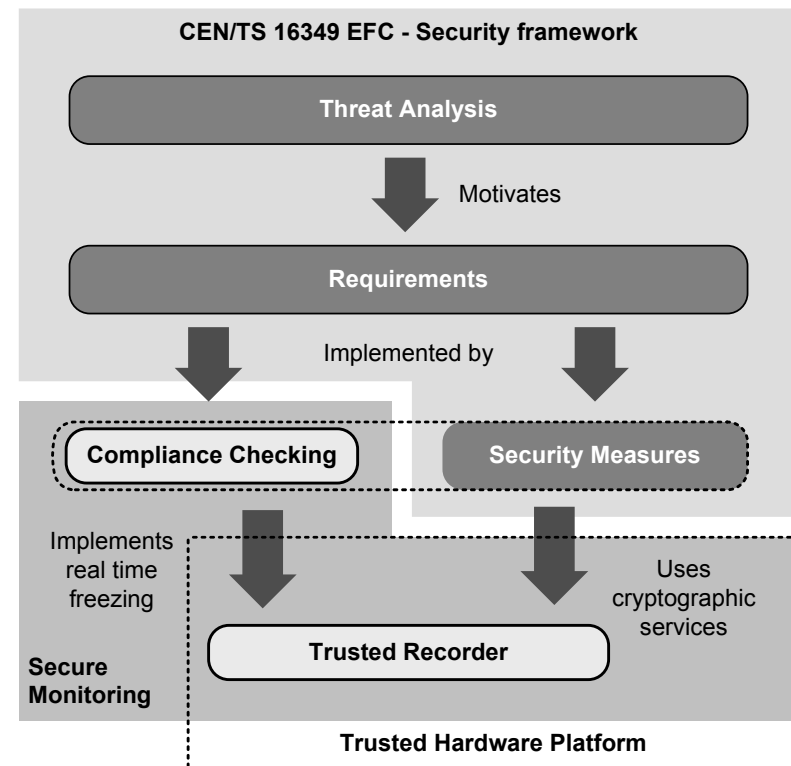 CEN/TS 16349 EFC - Security framework
Threat Analysis
Motivates
Requirements
Implemented by
Compliance Checking
Security Measures
Implements
real time
freezing
Uses
cryptographic
services
Trusted Recorder
Secure
Monitoring
Trusted Hardware Platform